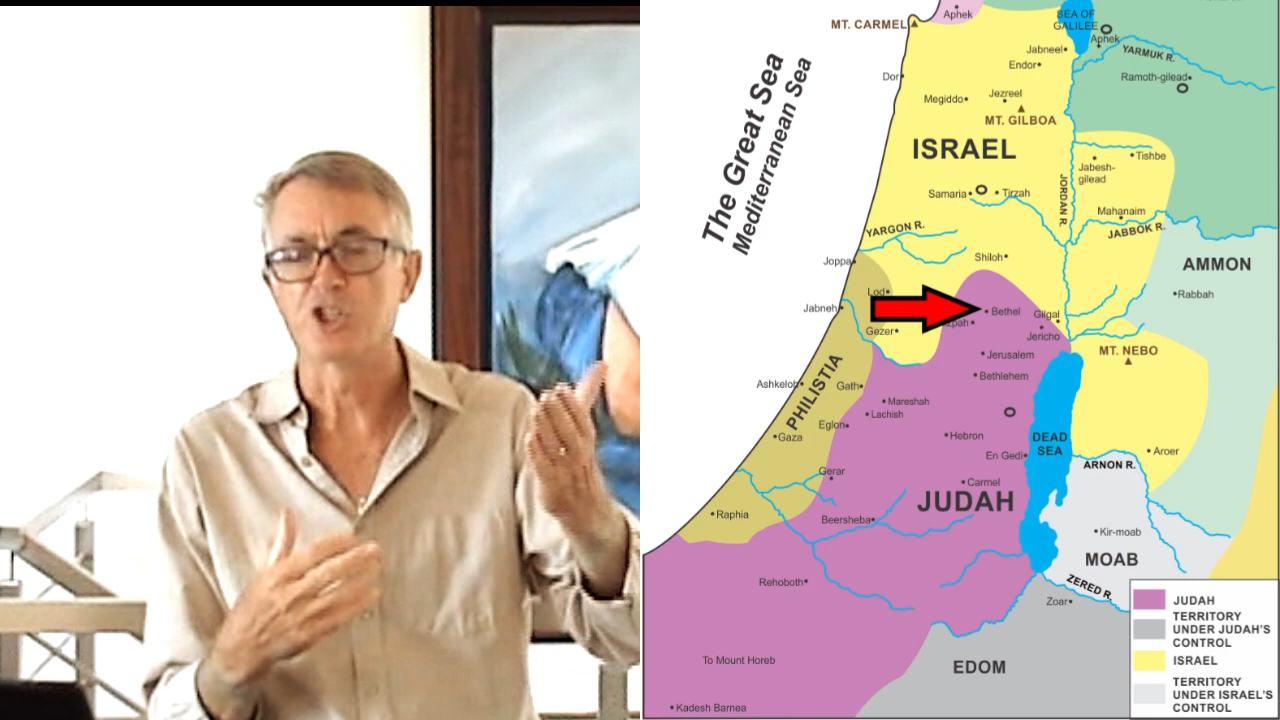 Aphek
MT. CARMEL
SEA OF
GALILEE
Aphek
Jabneel
YARMUK R.
Endor
Dor
Ramoth-gilead
Megiddo
Jezreel
MT. GILBOA
The Great Sea
Mediterranean Sea
ISRAEL
Tishbe
Jabesh-
gilead
JORDAN R.
Samaria
Tirzah
Mahanaim
YARGON R.
JABBOK R.
Joppa
Shiloh
AMMON
Lod
Rabbah
Jabneh
Bethel
Gilgal
Gezer
zpah
Jericho
MT. NEBO
Jerusalem
PHILISTIA
Bethlehem
Ashkelob
Gath
Mareshah
Lachish
Eglon
Gaza
Hebron
DEAD
SEA
En Gedi
Aroer
ARNON R.
Gerar
Carmel
JUDAH
Raphia
Beersheba
Kir-moab
MOAB
Rehoboth
ZERED R.
Zoar
JUDAH
TERRITORY
UNDER JUDAH'S
CONTROL
ISRAEL
TERRITORY
UNDER ISRAEL'S
CONTROL
To Mount Horeb
EDOM
Kadesh Barnea